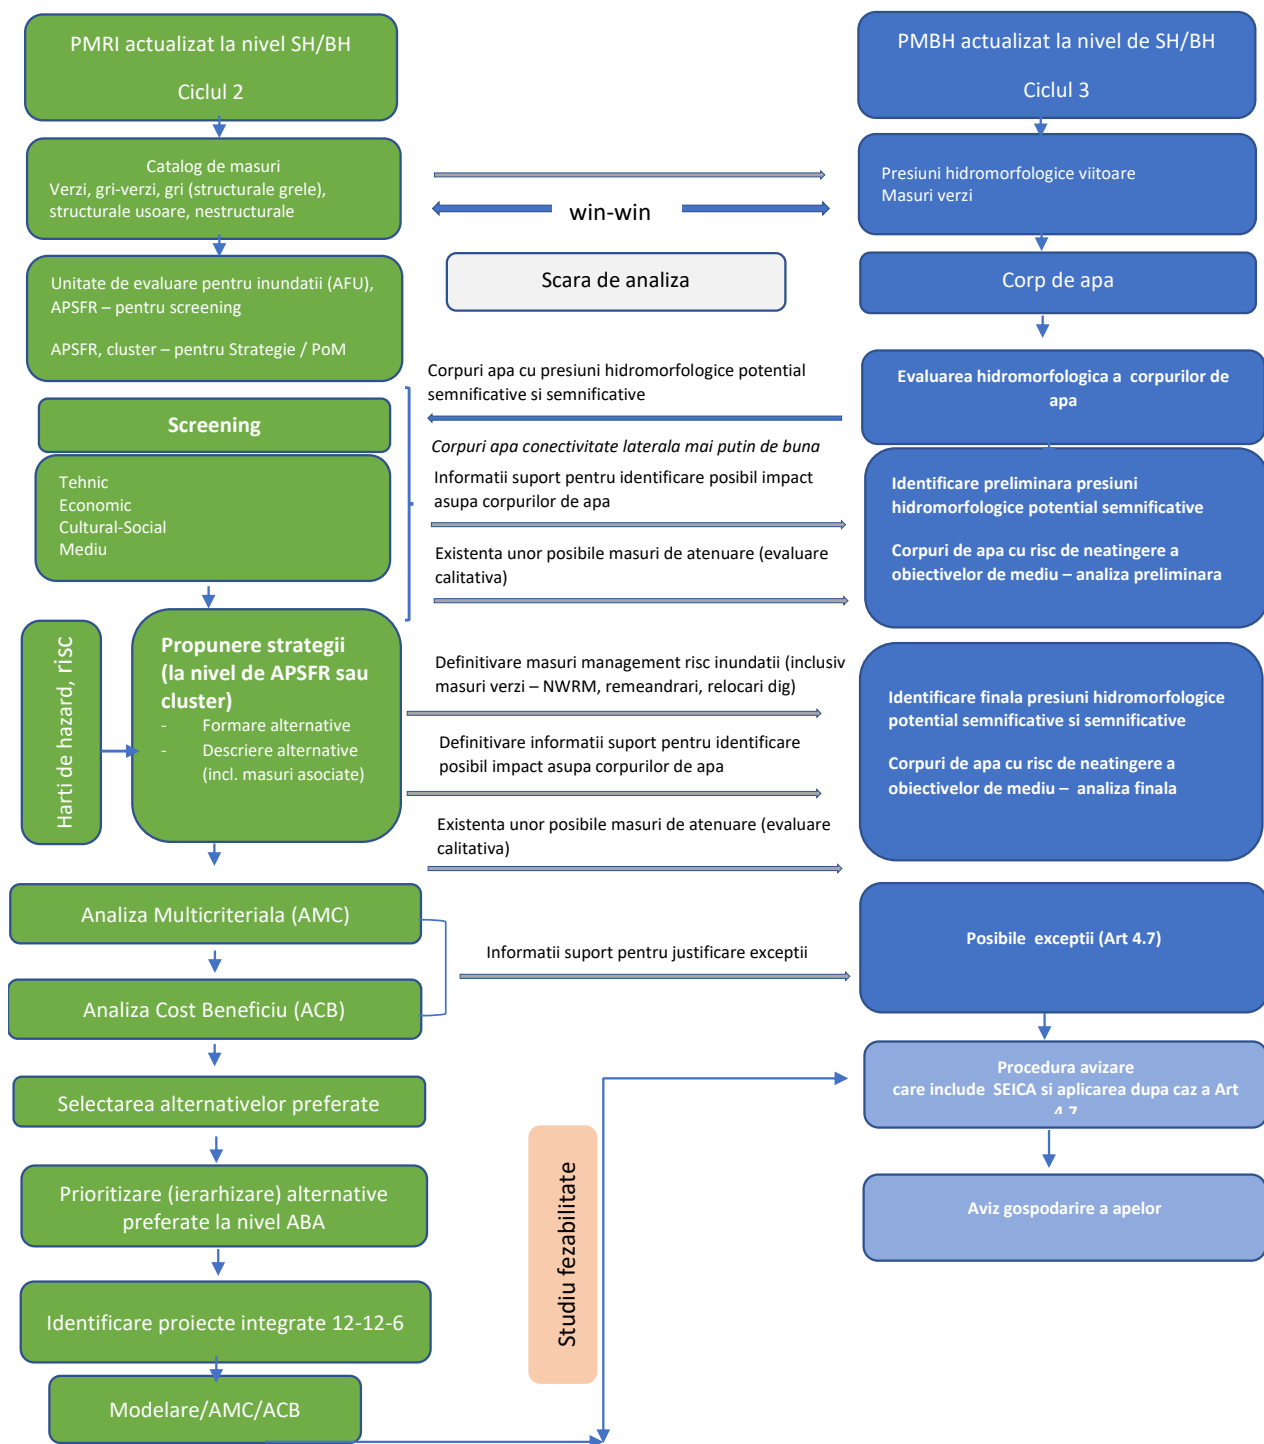 PMRI actualizat la nivel SH/BH
Ciclul 2
PMBH actualizat la nivel de SH/BH
Ciclul 3
Catalog de masuri
Verzi, gri-verzi, gri (structurale grele),
structurale usoare, nestructurale
win-win
Presiuni hidromorfologice viitoare
Masuri verzi
Unitate de evaluare pentru inundatii (AFU),
APSFR – pentru screening
APSFR, cluster – pentru Strategie / PoM
Scara de analiza
Corp de apa
Corpuri apa cu presiuni hidromorfologice potential
semnificative si semnificative
Evaluarea hidromorfologica a corpurilor de
apa
Screening
Corpuri apa conectivitate laterala mai putin de buna
Tehnic
Economic
Cultural-Social
Mediu
Informatii suport pentru identificare posibil impact
asupa corpurilor de apa
Existenta unor posibile masuri de atenuare (evaluare
calitativa)
Identificare preliminara presiuni
hidromorfologice potential semnificative
Corpuri de apa cu risc de neatingere a
obiectivelor de mediu – analiza preliminara
Harti de hazard, risc
Propunere strategii
(la nivel de APSFR sau
cluster)
- Formare alternative
- Descriere alternative
(incl. masuri asociate)
Definitivare masuri management risc inundatii (inclusiv
masuri verzi – NWRM, remeandrari, relocari dig)
Definitivare informatii suport pentru identificare
posibil impact asupa corpurilor de apa
Existenta unor posibile masuri de atenuare (evaluare
calitativa)
Identificare finala presiuni hidromorfologice
potential semnificative si semnificative
Corpuri de apa cu risc de neatingere a
obiectivelor de mediu – analiza finala
Analiza Multicriteriala (AMC)
Analiza Cost Beneficiu (ACB)
Informatii suport pentru justificare exceptii
Posibile exceptii (Art 4.7)
Selectarea alternativelor preferate
Procedura avizare
care include SEICA si aplicarea dupa caz a Art
4.7
Prioritizare (ierarhizare) alternative
preferate la nivel ABA
Studiu fezabilitate
Aviz gospodarire a apelor
Identificare proiecte integrate 12-12-6
Modelare/AMC/ACB